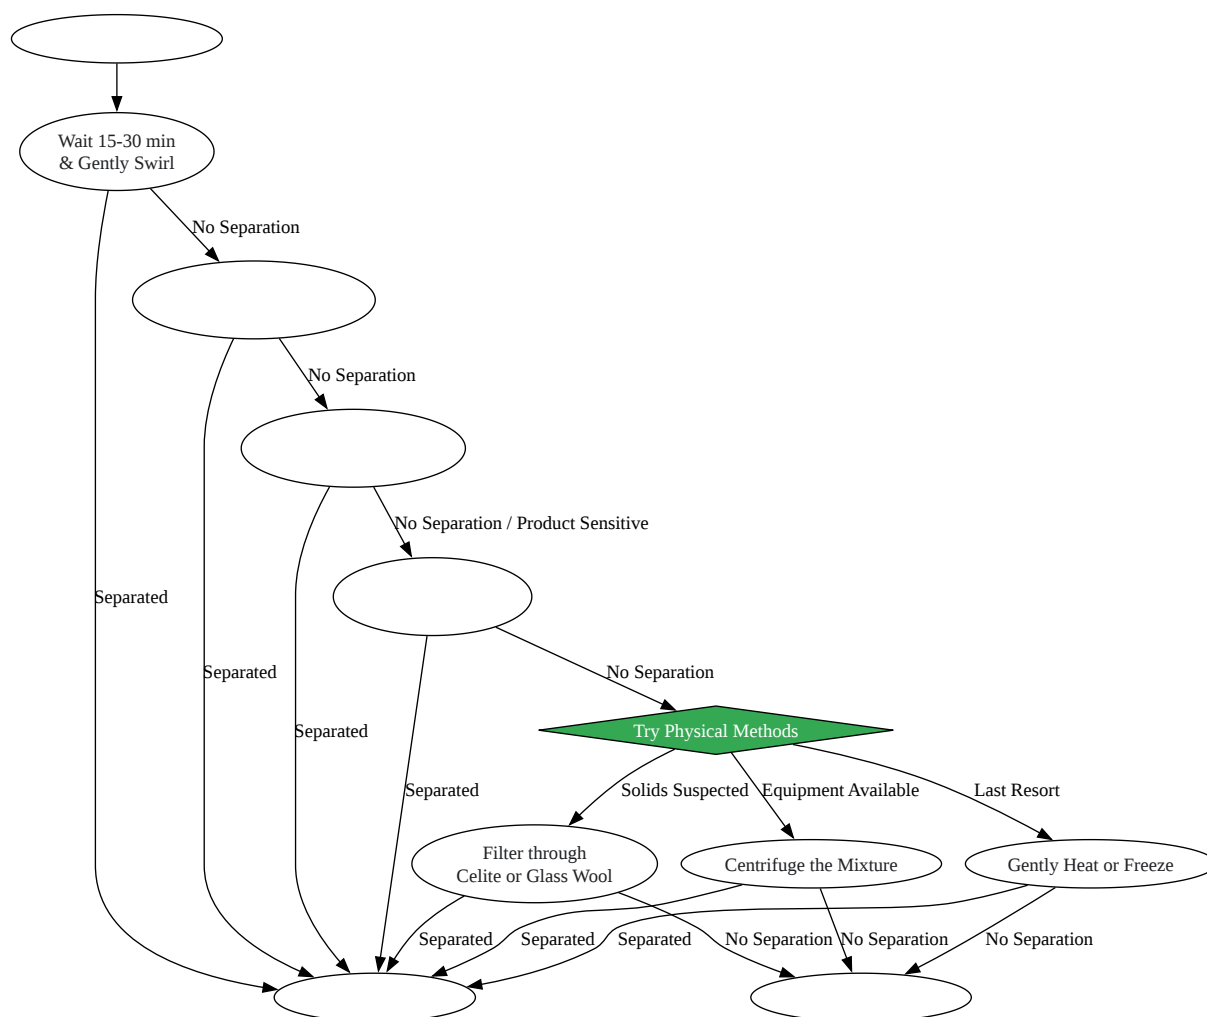 Wait 15-30 min
& Gently Swirl
No Separation
No Separation
No Separation / Product Sensitive
Separated
Separated
No Separation
Separated
Try Physical Methods
Separated
Solids Suspected
Equipment Available
Last Resort
Filter through
Celite or Glass Wool
Centrifuge the Mixture
Gently Heat or Freeze
Separated
Separated
Separated
No Separation
No Separation
No Separation